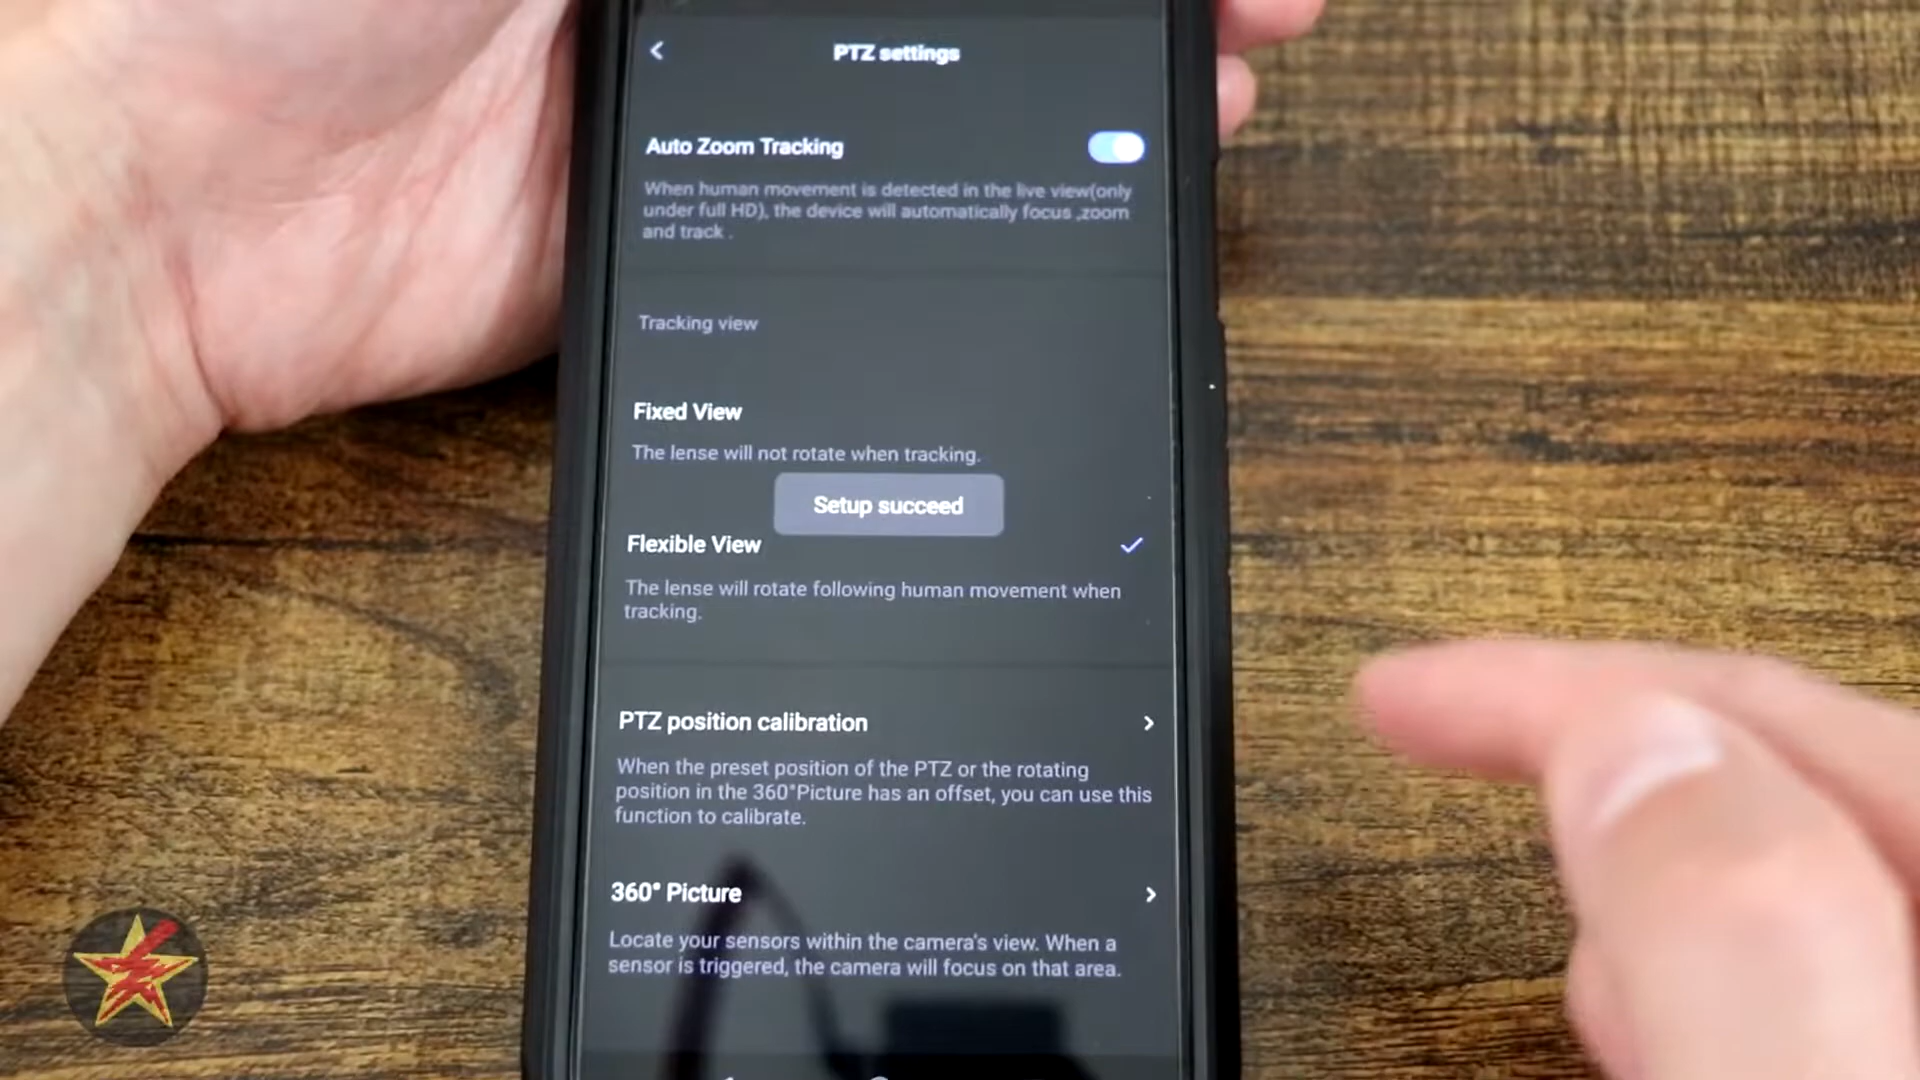 PTZ settings
Auto Zoom Tracking
When human movement is detected in the live view(only
under full HD), the device will automatically focus ,zoom
and track .
Tracking view
Fixed View
The lense will not rotate when tracking.
Setup succeed
Flexible View
The lense will rotate following human movement when
tracking.
PTZ position calibration
When the preset position of the PTZ or the rotating
position in the 360°Picture has an offset, you can use this
function to calibrate.
360° Picture
Locate your sensors within the camera's view. When a
sensor is triggered, the camera will focus on that area.